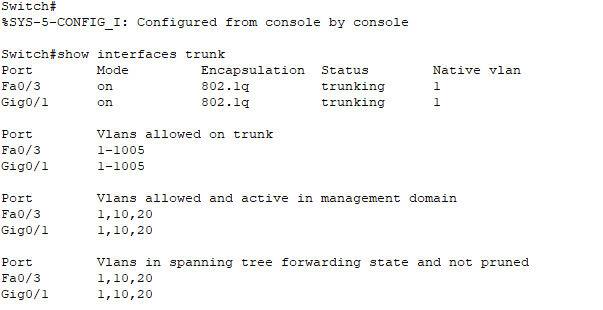 Switch#
%SYS-5-CONFIG_I: Configured from console by console
Switch#show interfaces trunk
Port        Mode         Encapsulation  Status        Native vlan
Fa0/3       on           802.1q         trunking      1
Gig0/1      on           802.1q         trunking      1
Port        Vlans allowed on trunk
Fa0/3       1-1005
Gig0/1      1-1005
Port        Vlans allowed and active in management domain
Fa0/3       1,10,20
Gig0/1      1,10,20
Port        Vlans in spanning tree forwarding state and not pruned
Fa0/3       1,10,20
Gig0/1      1,10,20